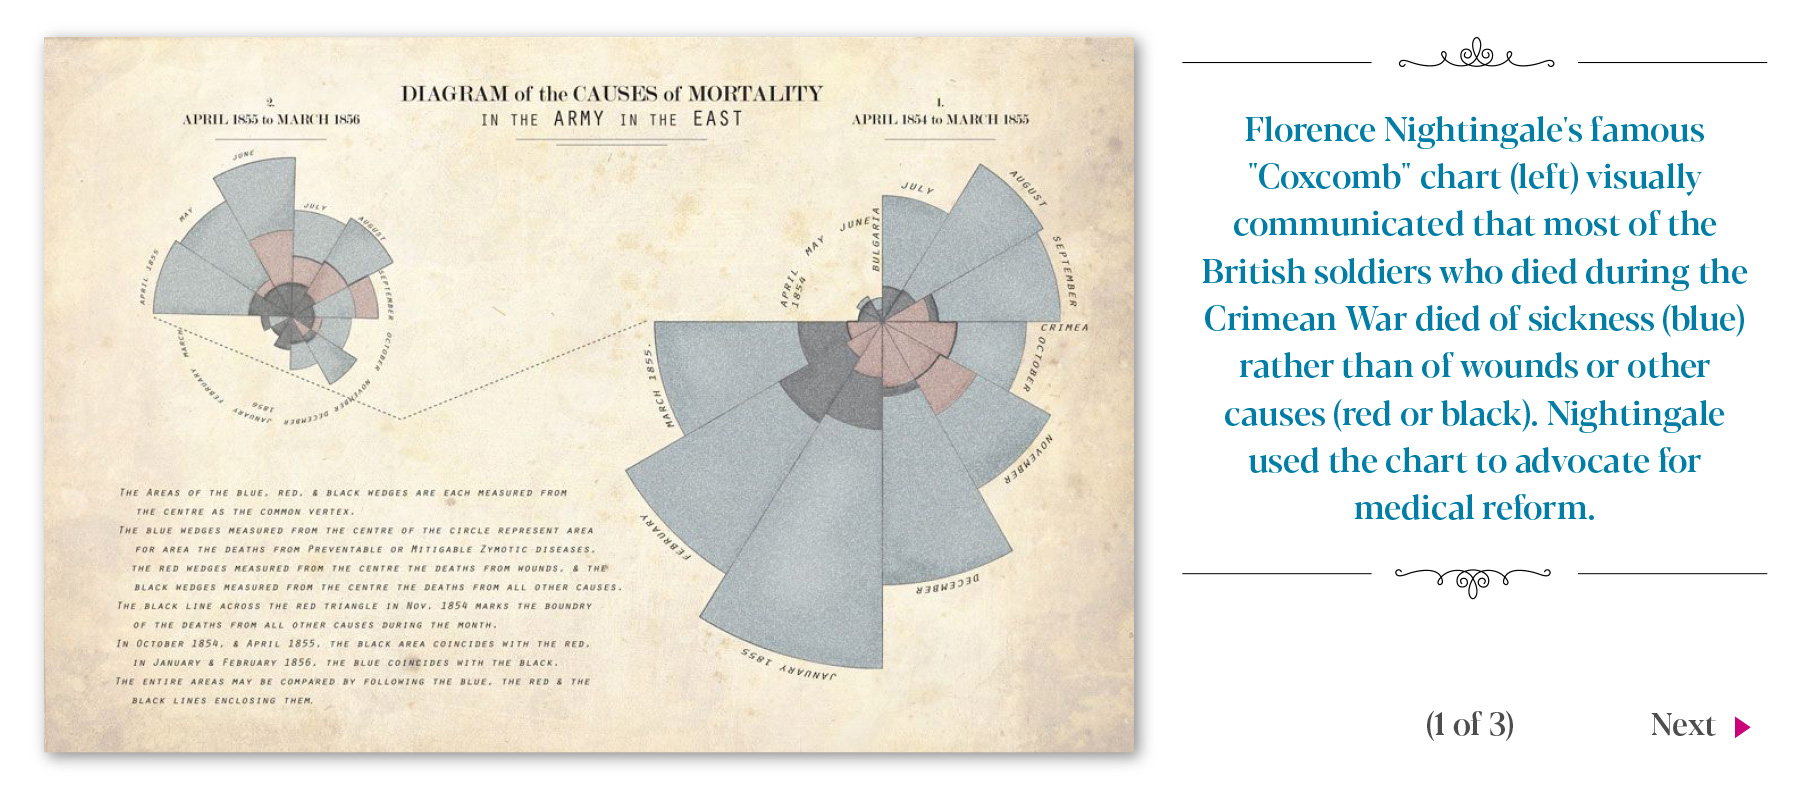 DIAGRAM of the CAUSES of MORTALITY
IN THE ARMY IN THE EAST
2.
APRIL 1855 to MARCH 1856
1.
APRIL 1854 to MARCH 1855
APRIL 1855
MAY
JUNE
JULY
AUGUST
SEPTEMBER
OCTOBER
NOVEMBER
DECEMBER
JANUARY
1856
FEBRUARY
MARCH
APRIL
1854
MAY
JUNE
BULGARIA
JULY
AUGUST
SEPTEMBER
CRIMEA
OCTOBER
NOVEMBER
DECEMBER
JANUARY 1855
FEBRUARY
MARCH 1855.
THE AREAS OF THE BLUE, RED, & BLACK WEDGES ARE EACH MEASURED FROM
THE CENTRE AS THE COMMON VERTEX.
THE BLUE WEDGES MEASURED FROM THE CENTRE OF THE CIRCLE REPRESENT AREA
FOR AREA THE DEATHS FROM PREVENTABLE OR MITIGABLE ZYMOTIC DISEASES,
THE RED WEDGES MEASURED FROM THE CENTRE THE DEATHS FROM WOUNDS, & THE
BLACK WEDGES MEASURED FROM THE CENTRE THE DEATHS FROM ALL OTHER CAUSES.
THE BLACK LINE ACROSS THE RED TRIANGLE IN NOV. 1854 MARKS THE BOUNDRY
OF THE DEATHS FROM ALL OTHER CAUSES DURING THE MONTH.
IN OCTOBER 1854, & APRIL 1855, THE BLACK AREA COINCIDES WITH THE RED,
IN JANUARY & FEBRUARY 1856, THE BLUE COINCIDES WITH THE BLACK.
THE ENTIRE AREAS MAY BE COMPARED BY FOLLOWING THE BLUE, THE RED & THE
BLACK LINES ENCLOSING THEM.
Florence Nightingale's famous
"Coxcomb" chart (left) visually
communicated that most of the
British soldiers who died during the
Crimean War died of sickness (blue)
rather than of wounds or other
causes (red or black). Nightingale
used the chart to advocate for
medical reform.
(1 of 3)
Next